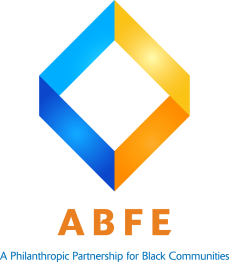 ABFE
A Philanthropic Partnership for Black Communities